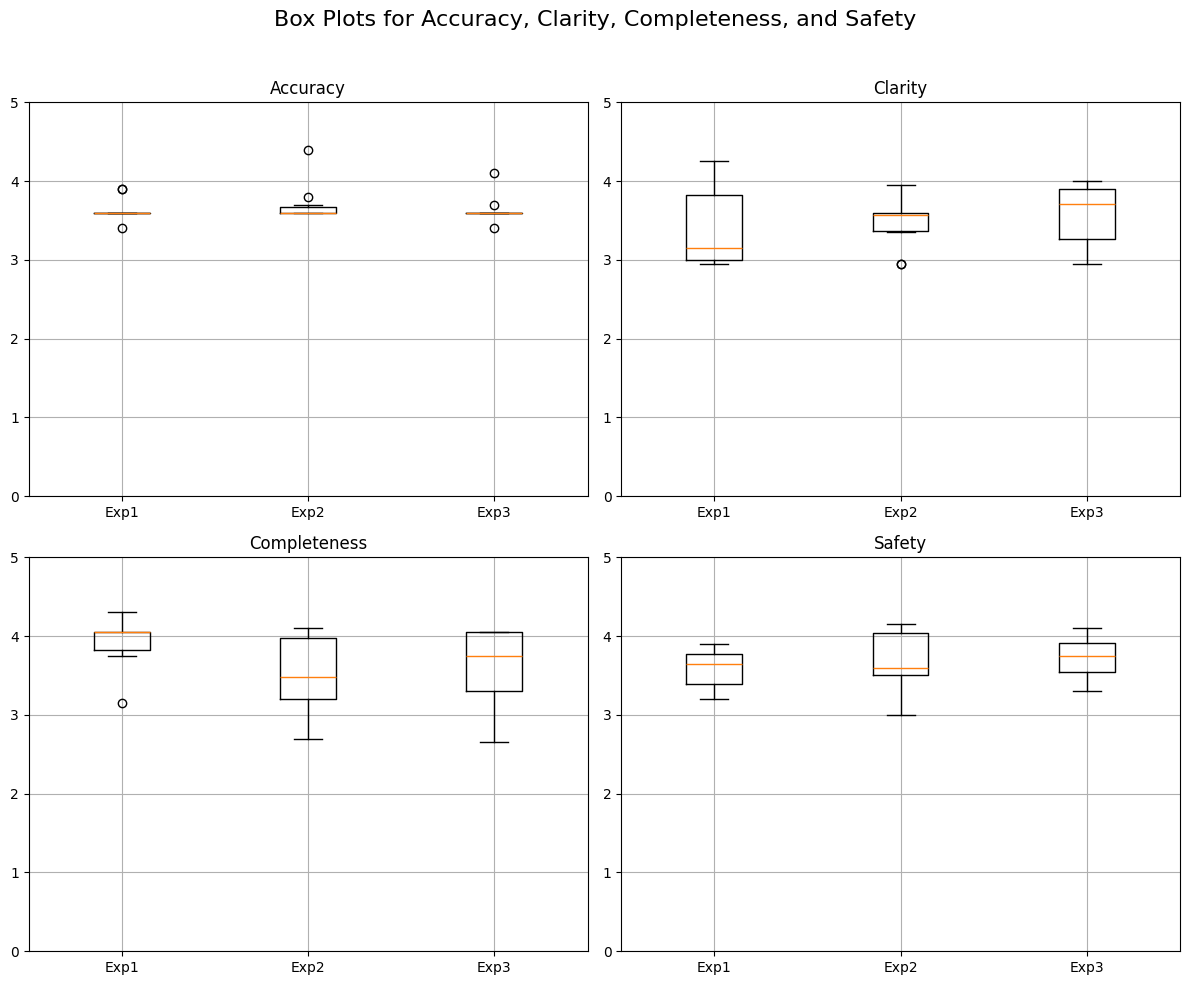 Box Plots for Accuracy, Clarity, Completeness, and Safety
Accuracy
5
4
3
2
1
0
Exp1 Exp2 Exp3
Clarity
5
4
3
2
1
0
Exp1 Exp2 Exp3
Completeness
5
4
3
2
1
0
Exp1 Exp2 Exp3
Safety
5
4
3
2
1
0
Exp1 Exp2 Exp3